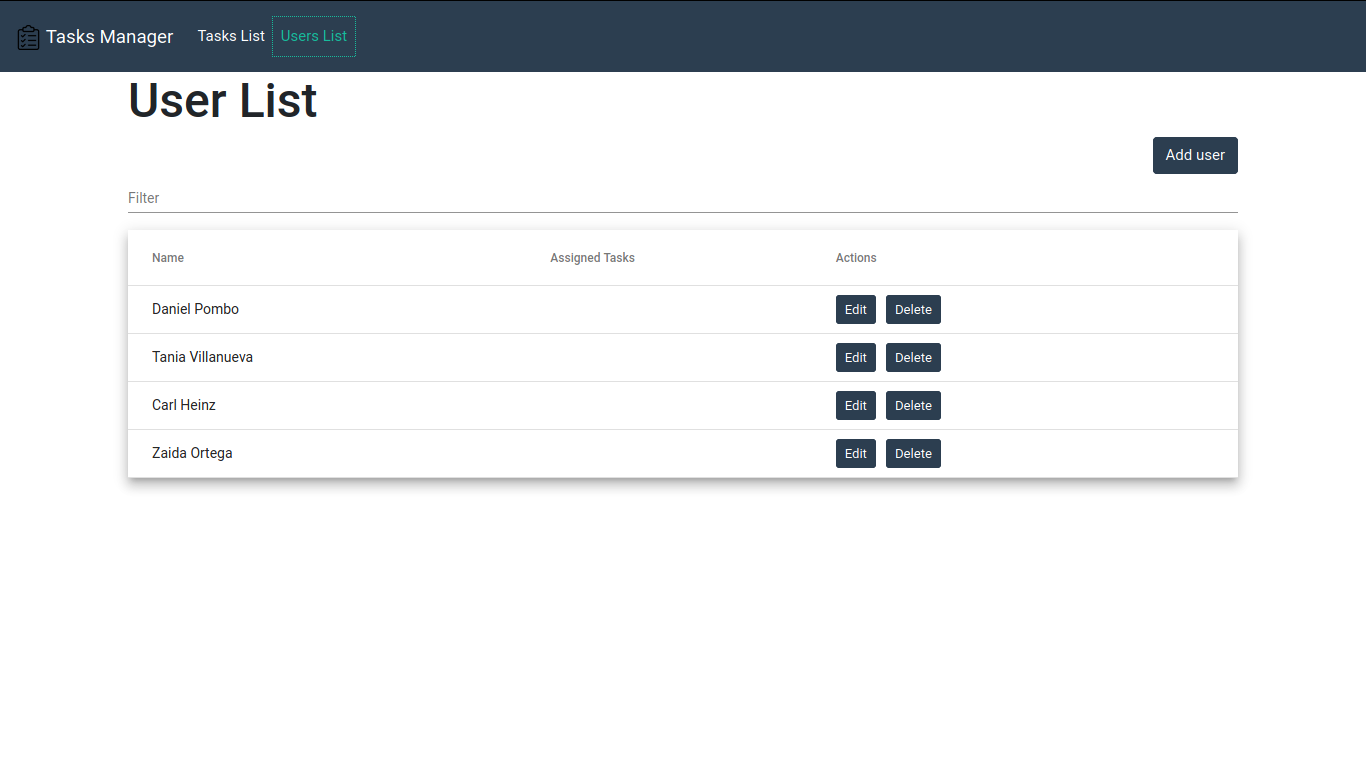 Tasks Manager Tasks List Users List
User List
Add user
Filter
Name Assigned Tasks Actions
Daniel Pombo Edit Delete
Tania Villanueva Edit Delete
Carl Heinz Edit Delete
Zaida Ortega Edit Delete